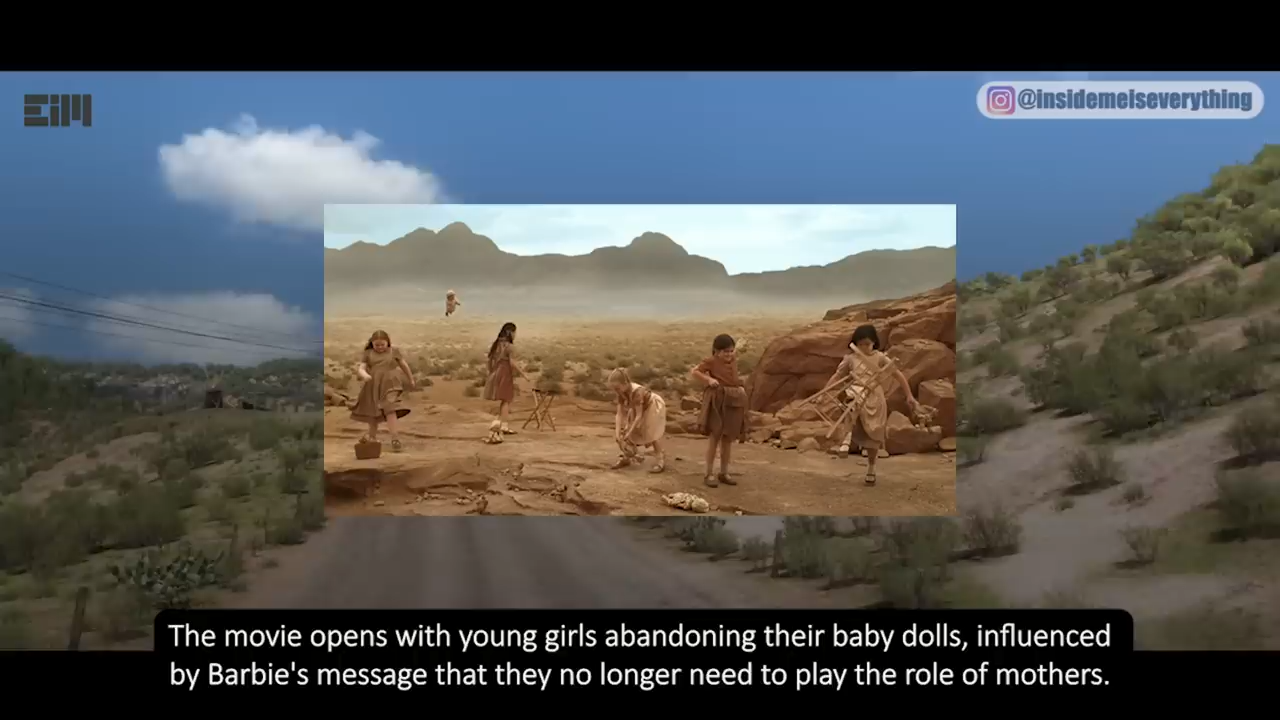 EiM
@insidemeiseverything
The movie opens with young girls abandoning their baby dolls, influenced
by Barbie's message that they no longer need to play the role of mothers.